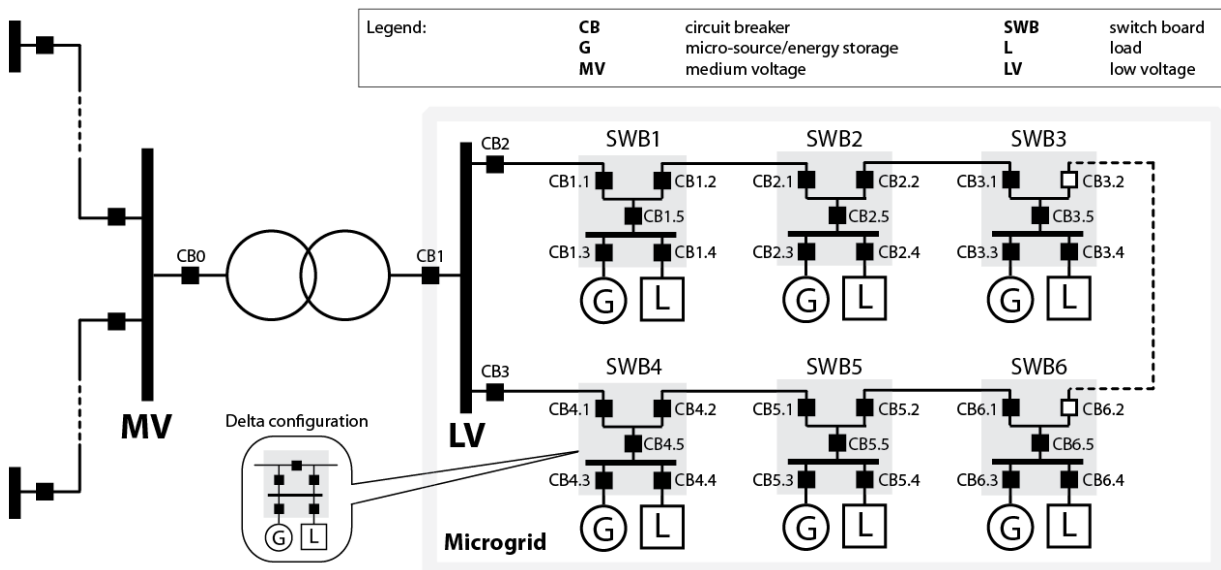 Legend: CB circuit breaker SWB switch board
G micro-source/energy storage L load
MV medium voltage LV low voltage
CB2 SWB1 SWB2 SWB3
CB1.1 CB1.2 CB2.1 CB2.2 CB3.1 CB3.2
CB1.5 CB2.5 CB3.5
CB0 CB1 CB1.3 CB1.4 CB2.3 CB2.4 CB3.3 CB3.4
G L G L G L
CB3 SWB4 SWB5 SWB6
CB4.1 CB4.2 CB5.1 CB5.2 CB6.1 CB6.2
MV LV
Delta configuration
CB4.5 CB5.5 CB6.5
CB4.3 CB4.4 CB5.3 CB5.4 CB6.3 CB6.4
G L G L G L G L
Microgrid